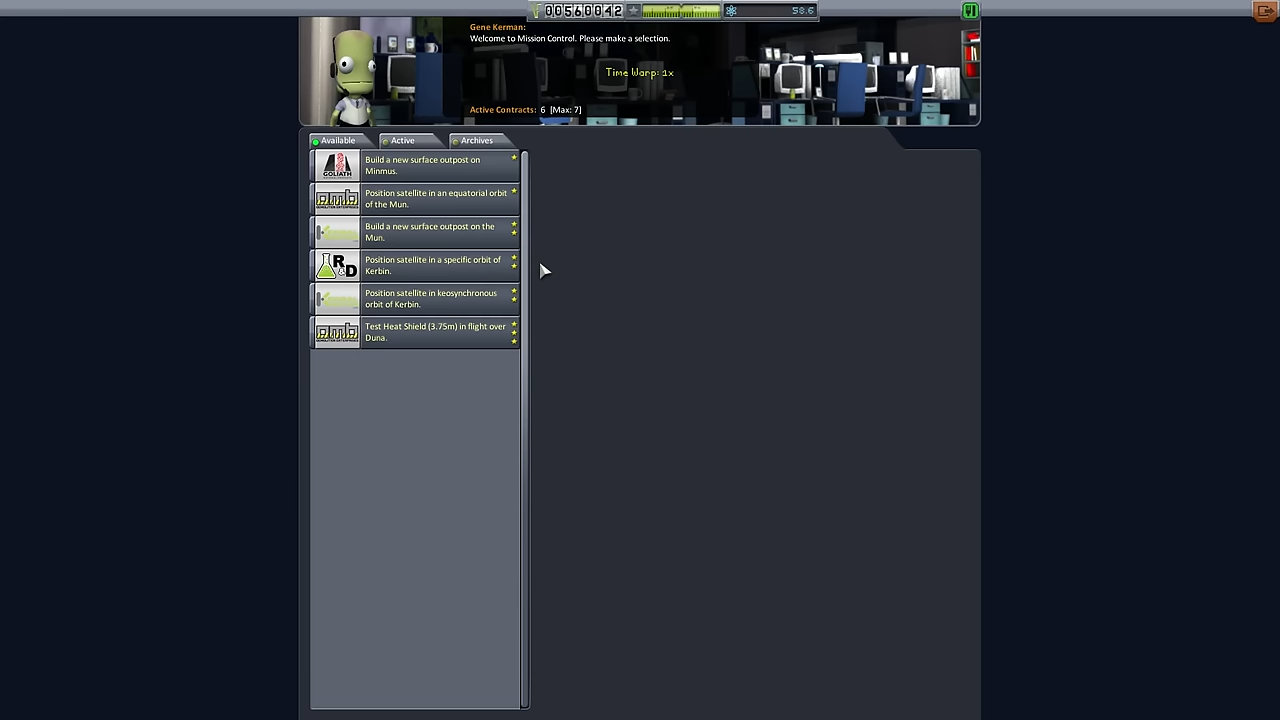 00560842
58.6
Gene Kerman:
Welcome to Mission Control. Please make a selection.
Time Warp: 1x
Active Contracts: 6 [Max: 7]
Available
Active
Archives
GOLIATH
Build a new surface outpost on
Minmus.
Position satellite in an equatorial orbit
of the Mun.
Build a new surface outpost on the
Mun.
R&D
Position satellite in a specific orbit of
Kerbin.
Position satellite in keosynchronous
orbit of Kerbin.
Test Heat Shield (3.75m) in flight over
Duna.